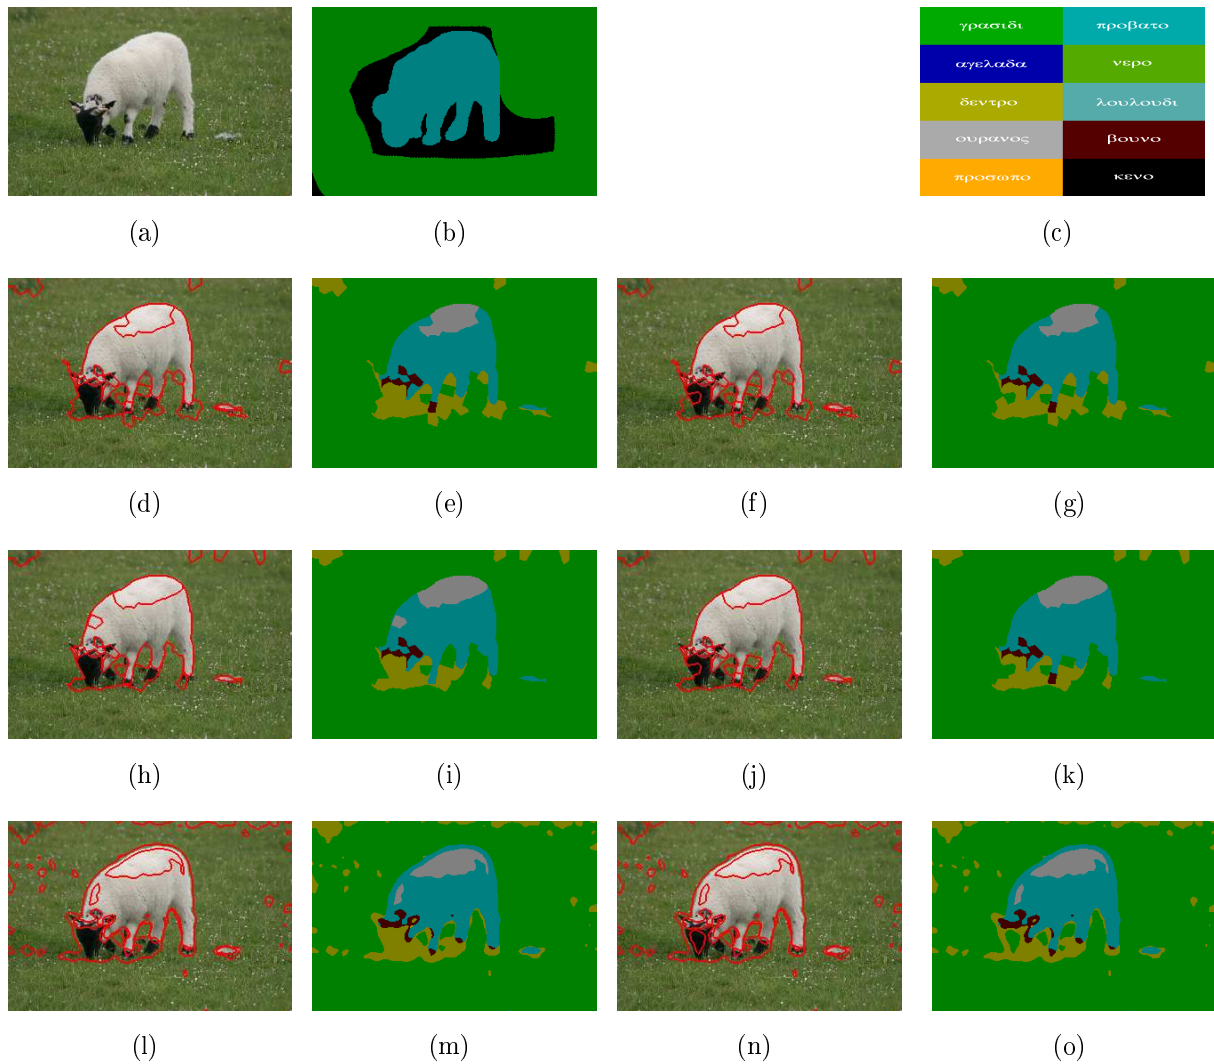 γρασιδι προβατο
αγελαδα νερο
δεντρο λουλουδι
ουρανος βουνο
προσωπο κενο
(a) (b) (c)
(d) (e) (f) (g)
(h) (i) (j) (k)
(l) (m) (n) (o)